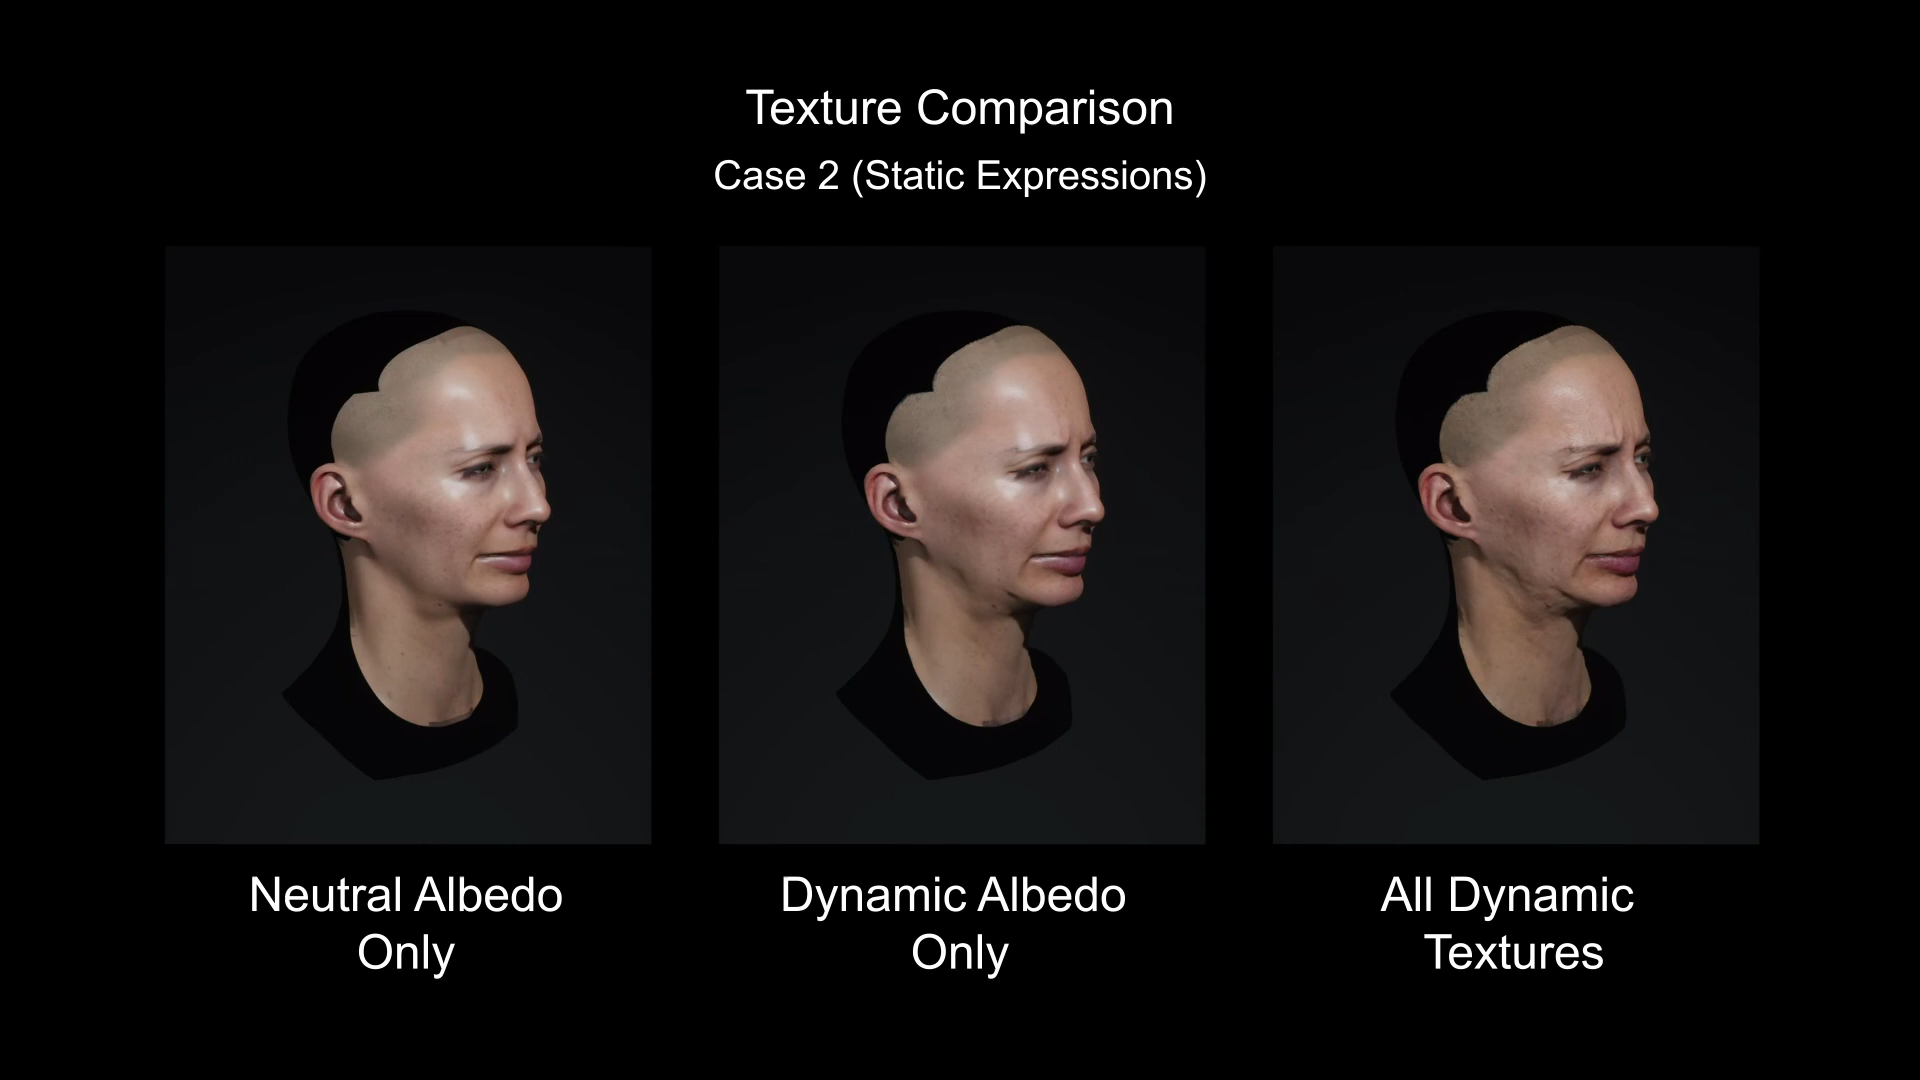 Texture Comparison
Case 2 (Static Expressions)
Neutral Albedo
Only
Dynamic Albedo
Only
All Dynamic
Textures